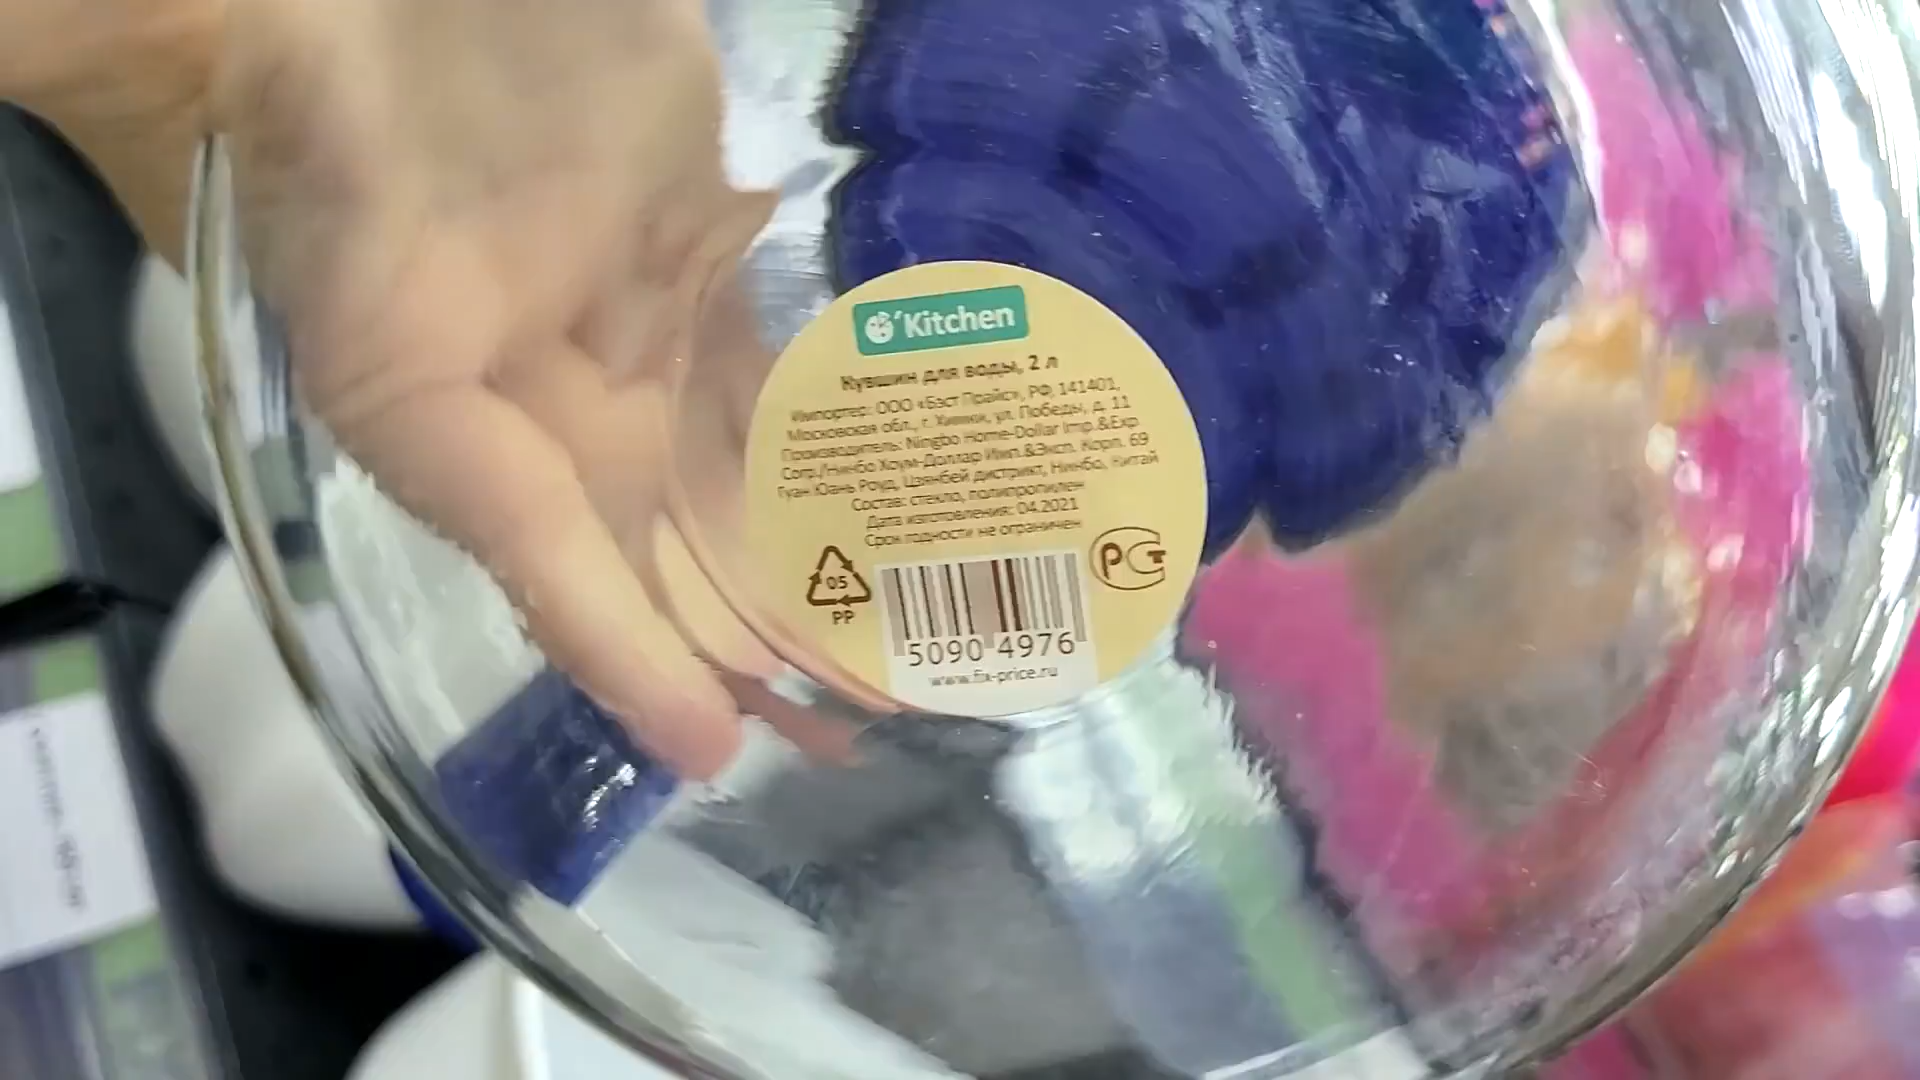 'Kitchen
Кувшин для воды, 2 л
Импортер: ООО «Бэст Прайс», РФ, 141401,
Московская обл., г. Химки, ул. Победы, д. 11
Производитель: Ningbo Home-Dollar Imp.&Exp
Corp./Нинбо Хоум-Доллар Имп.&Эксп. Корп. 69
Гуан Юань Роуд, Цзянбей дистрикт, Нинбо, Китай
Состав: стекло, полипропилен
Дата изготовления: 04.2021
Срок годности не ограничен
05
PP
РСТ
5090 4976
www.fix-price.ru